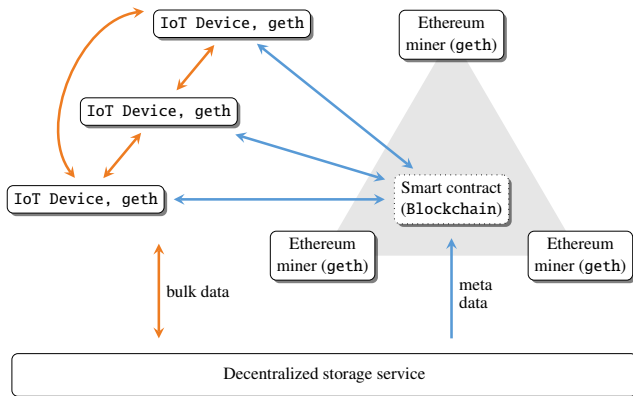 IoT Device, geth
Ethereum
miner (geth)
IoT Device, geth
IoT Device, geth
Smart contract
(Blockchain)
Ethereum
miner (geth)
Ethereum
miner (geth)
bulk data
meta
data
Decentralized storage service